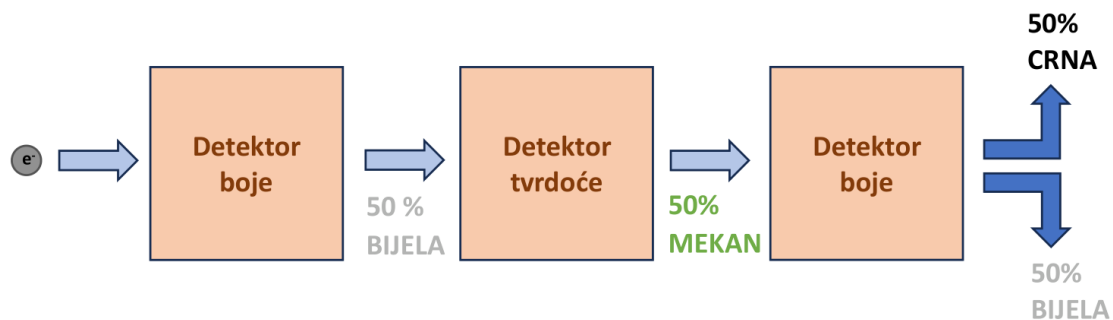 e-
Detektor
boje
50 %
BIJELA
Detektor
tvrdoće
50%
MEKAN
Detektor
boje
50%
CRNA
50%
BIJELA